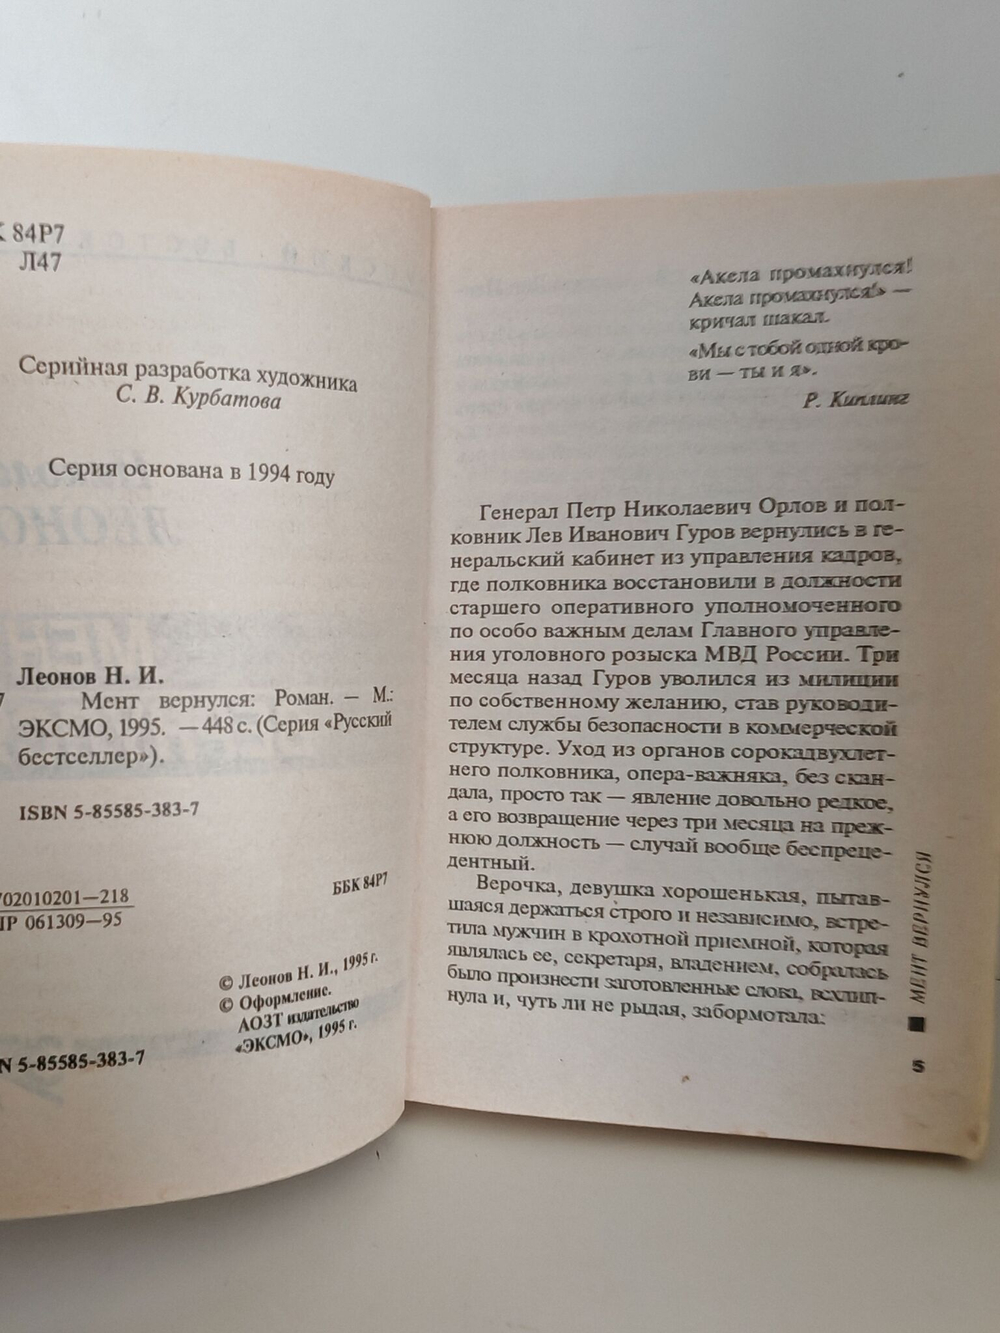 84Р7
Л47
Серийная разработка художника
С. В. Курбатова
Серия основана в 1994 году
Леонов Н. И.
7 Мент вернулся: Роман. — М.:
ЭКСМО, 1995. — 448 с. (Серия «Русский
бестселлер»).
ISBN 5-85585-383-7
702010201—218
061309—95
ББК 84Р7
© Леонов Н. И., 1995 г.
© Оформление.
АОЗТ издательство
«ЭКСМО», 1995 г.
N 5-85585-383-7
«Акела промахнулся!
Акела промахнулся!» —
кричал шакал.
«Мы с тобой одной кро-
ви — ты и я».
Р. Киплинг
Генерал Петр Николаевич Орлов и пол-
ковник Лев Иванович Гуров вернулись в ге-
неральский кабинет из управления кадров,
где полковника восстановили в должности
старшего оперативного уполномоченного
по особо важным делам Главного управле-
ния уголовного розыска МВД России. Три
месяца назад Гуров уволился из милиции
по собственному желанию, став руководи-
телем службы безопасности в коммерческой
структуре. Уход из органов сорокадвухлет-
него полковника, опера-важняка, без скан-
дала, просто так — явление довольно редкое,
а его возвращение через три месяца на преж-
нюю должность — случай вообще беспреце-
дентный.
Верочка, девушка хорошенькая, пытав-
шаяся держаться строго и независимо, встре-
тила мужчин в крохотной приемной, которая
являлась ее, секретаря, владением, собралась
было произнести заготовленные слова, всхлип-
нула и, чуть ли не рыдая, забормотала:
МЕНТ ВЕРНУЛСЯ
5